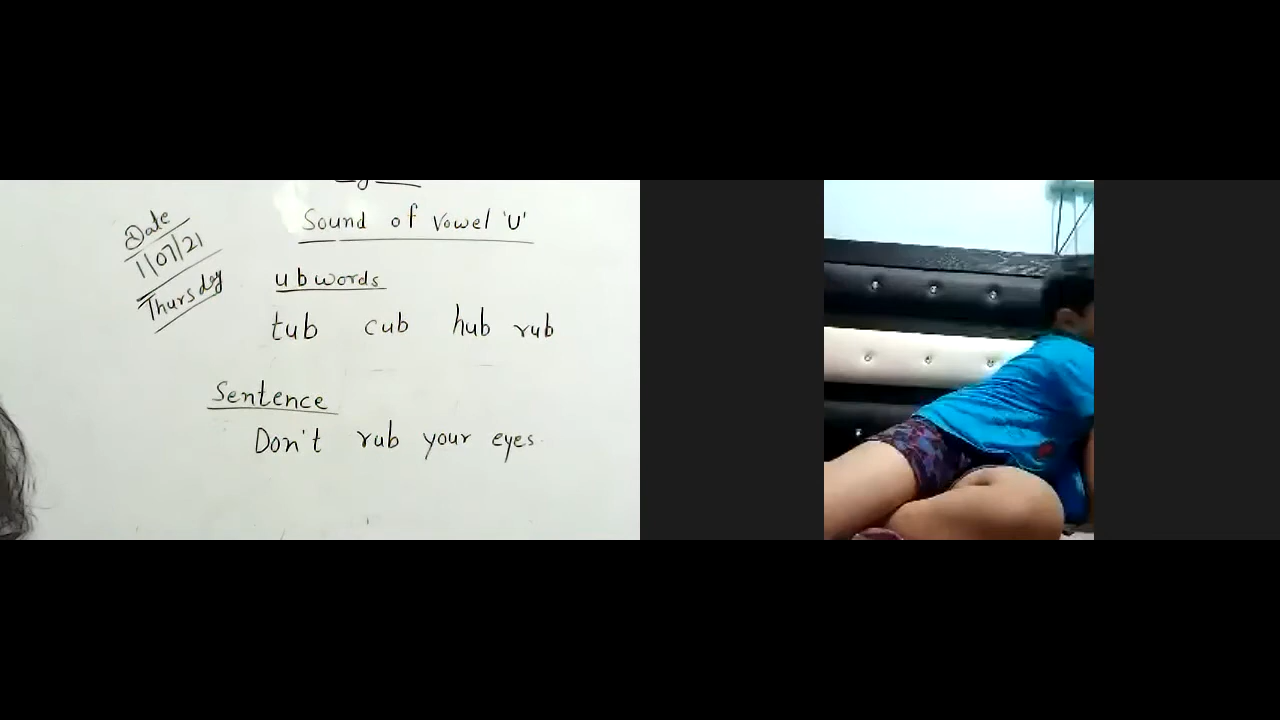 Date
1/07/21
Thursday
Sound of Vowel 'U'
ub words
tub cub hub rub
Sentence
Don't rub your eyes.